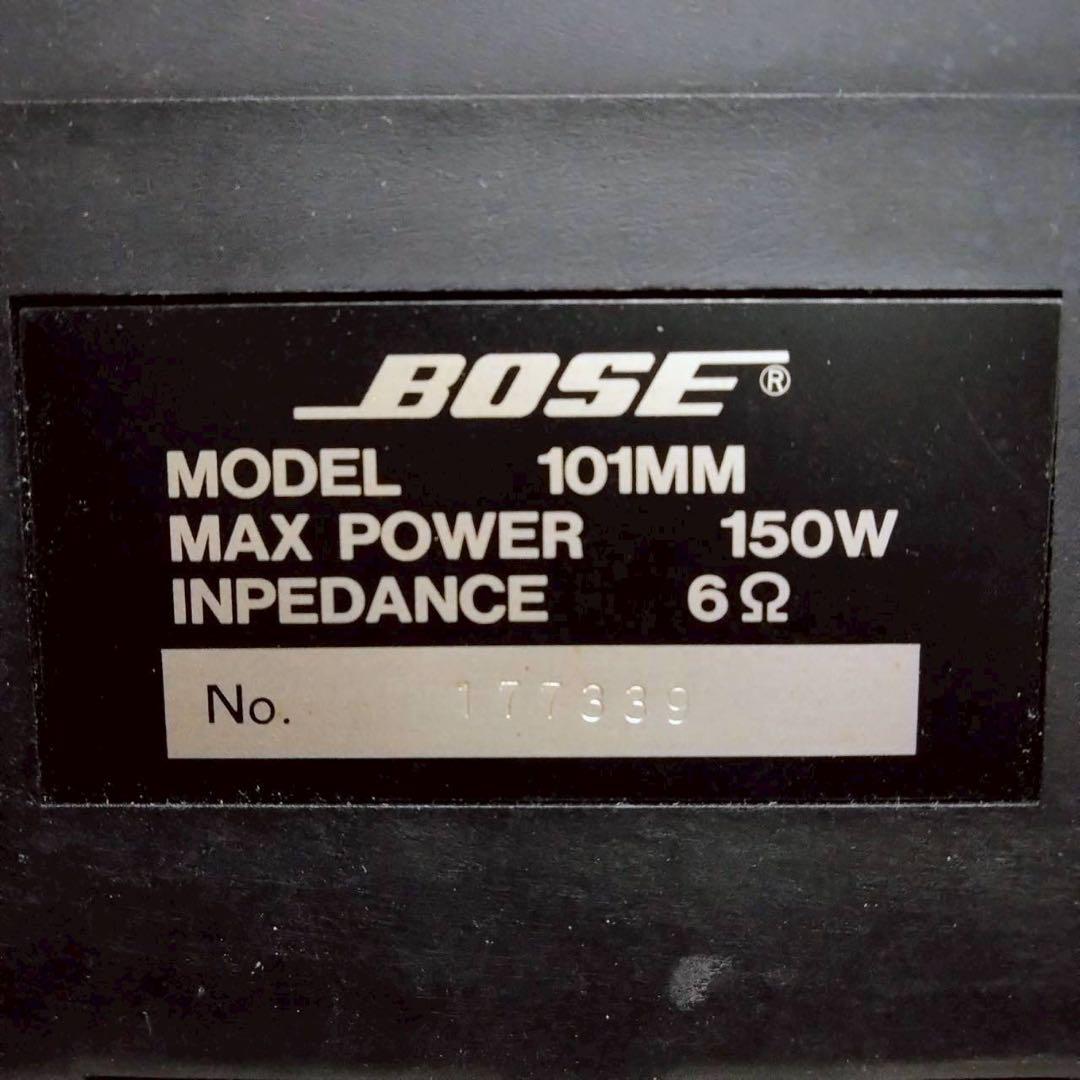 BOSE®
MODEL 101MM
MAX POWER 150W
INPEDANCE 6Ω
No. 177339